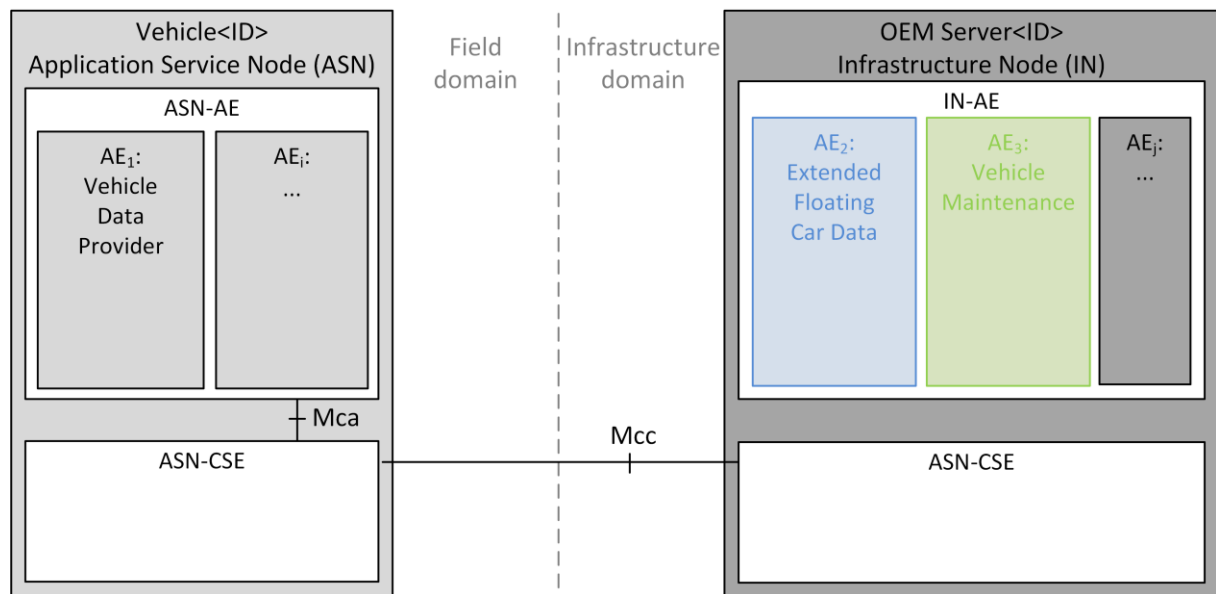 Vehicle<ID>
Application Service Node (ASN)
ASN-AE
AE₁:
Vehicle
Data
Provider
AEᵢ:
...
Mca
ASN-CSE
Field
domain
Infrastructure
domain
Mcc
OEM Server<ID>
Infrastructure Node (IN)
IN-AE
AE₂:
Extended
Floating
Car Data
AE₃:
Vehicle
Maintenance
AEⱼ:
...
ASN-CSE